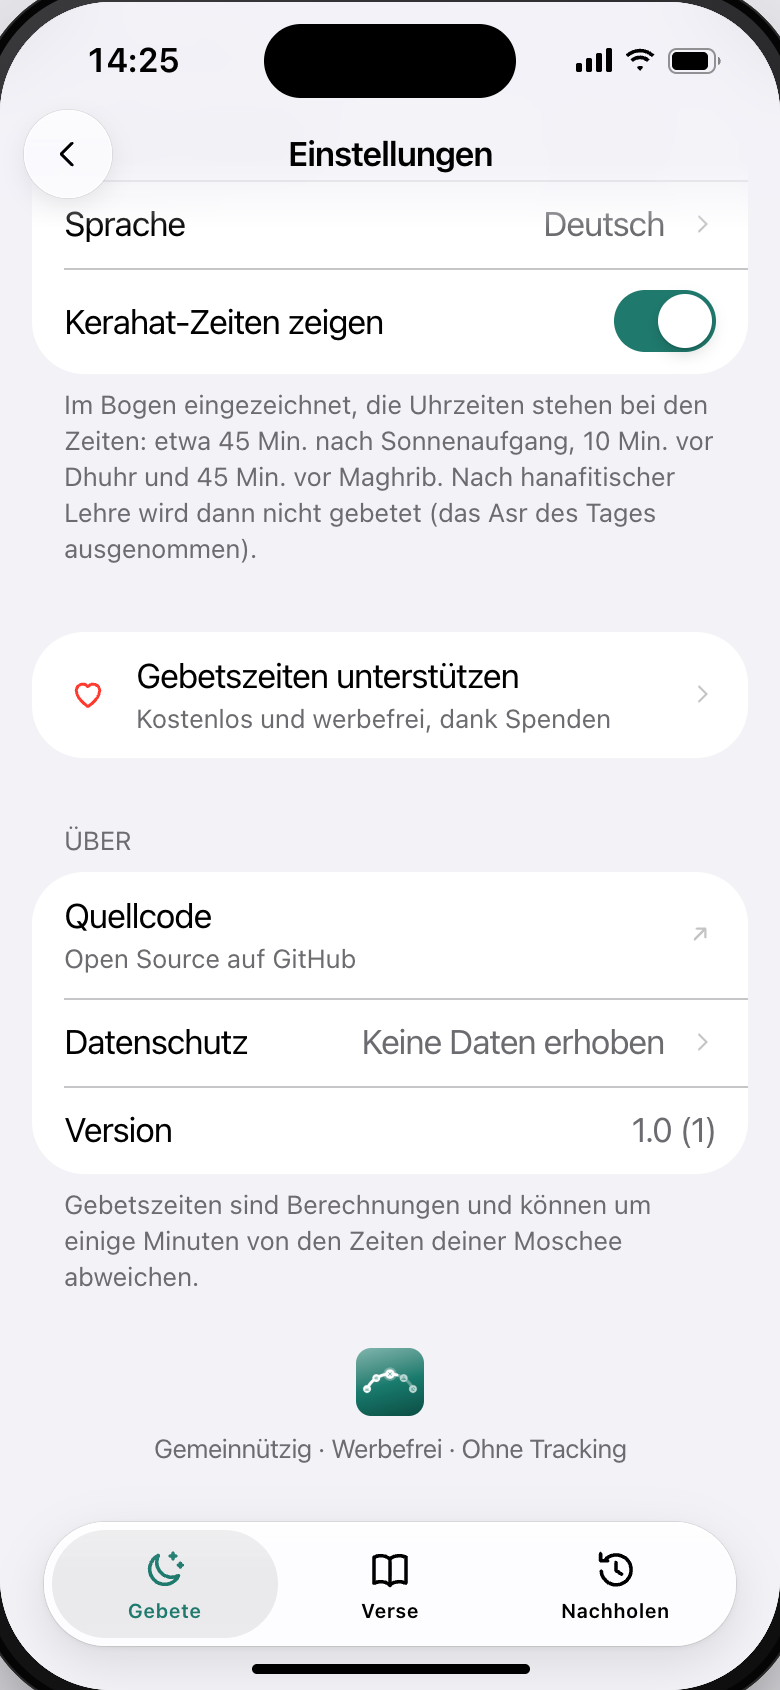 14:25
Einstellungen
Sprache Deutsch
Kerahat-Zeiten zeigen
Im Bogen eingezeichnet, die Uhrzeiten stehen bei den
Zeiten: etwa 45 Min. nach Sonnenaufgang, 10 Min. vor
Dhuhr und 45 Min. vor Maghrib. Nach hanafitischer
Lehre wird dann nicht gebetet (das Asr des Tages
ausgenommen).
Gebetszeiten unterstützen
Kostenlos und werbefrei, dank Spenden
ÜBER
Quellcode
Open Source auf GitHub
Datenschutz Keine Daten erhoben
Version 1.0 (1)
Gebetszeiten sind Berechnungen und können um
einige Minuten von den Zeiten deiner Moschee
abweichen.
Gemeinnützig · Werbefrei · Ohne Tracking
Gebete Verse Nachholen